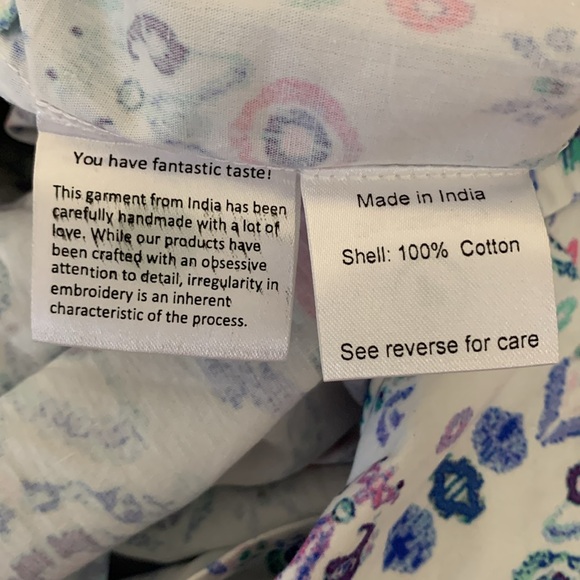 You have fantastic taste!
This garment from India has been
carefully handmade with a lot of
love. While our products have
been crafted with an obsessive
attention to detail, irregularity in
embroidery is an inherent
characteristic of the process.
Made in India
Shell: 100% Cotton
See reverse for care